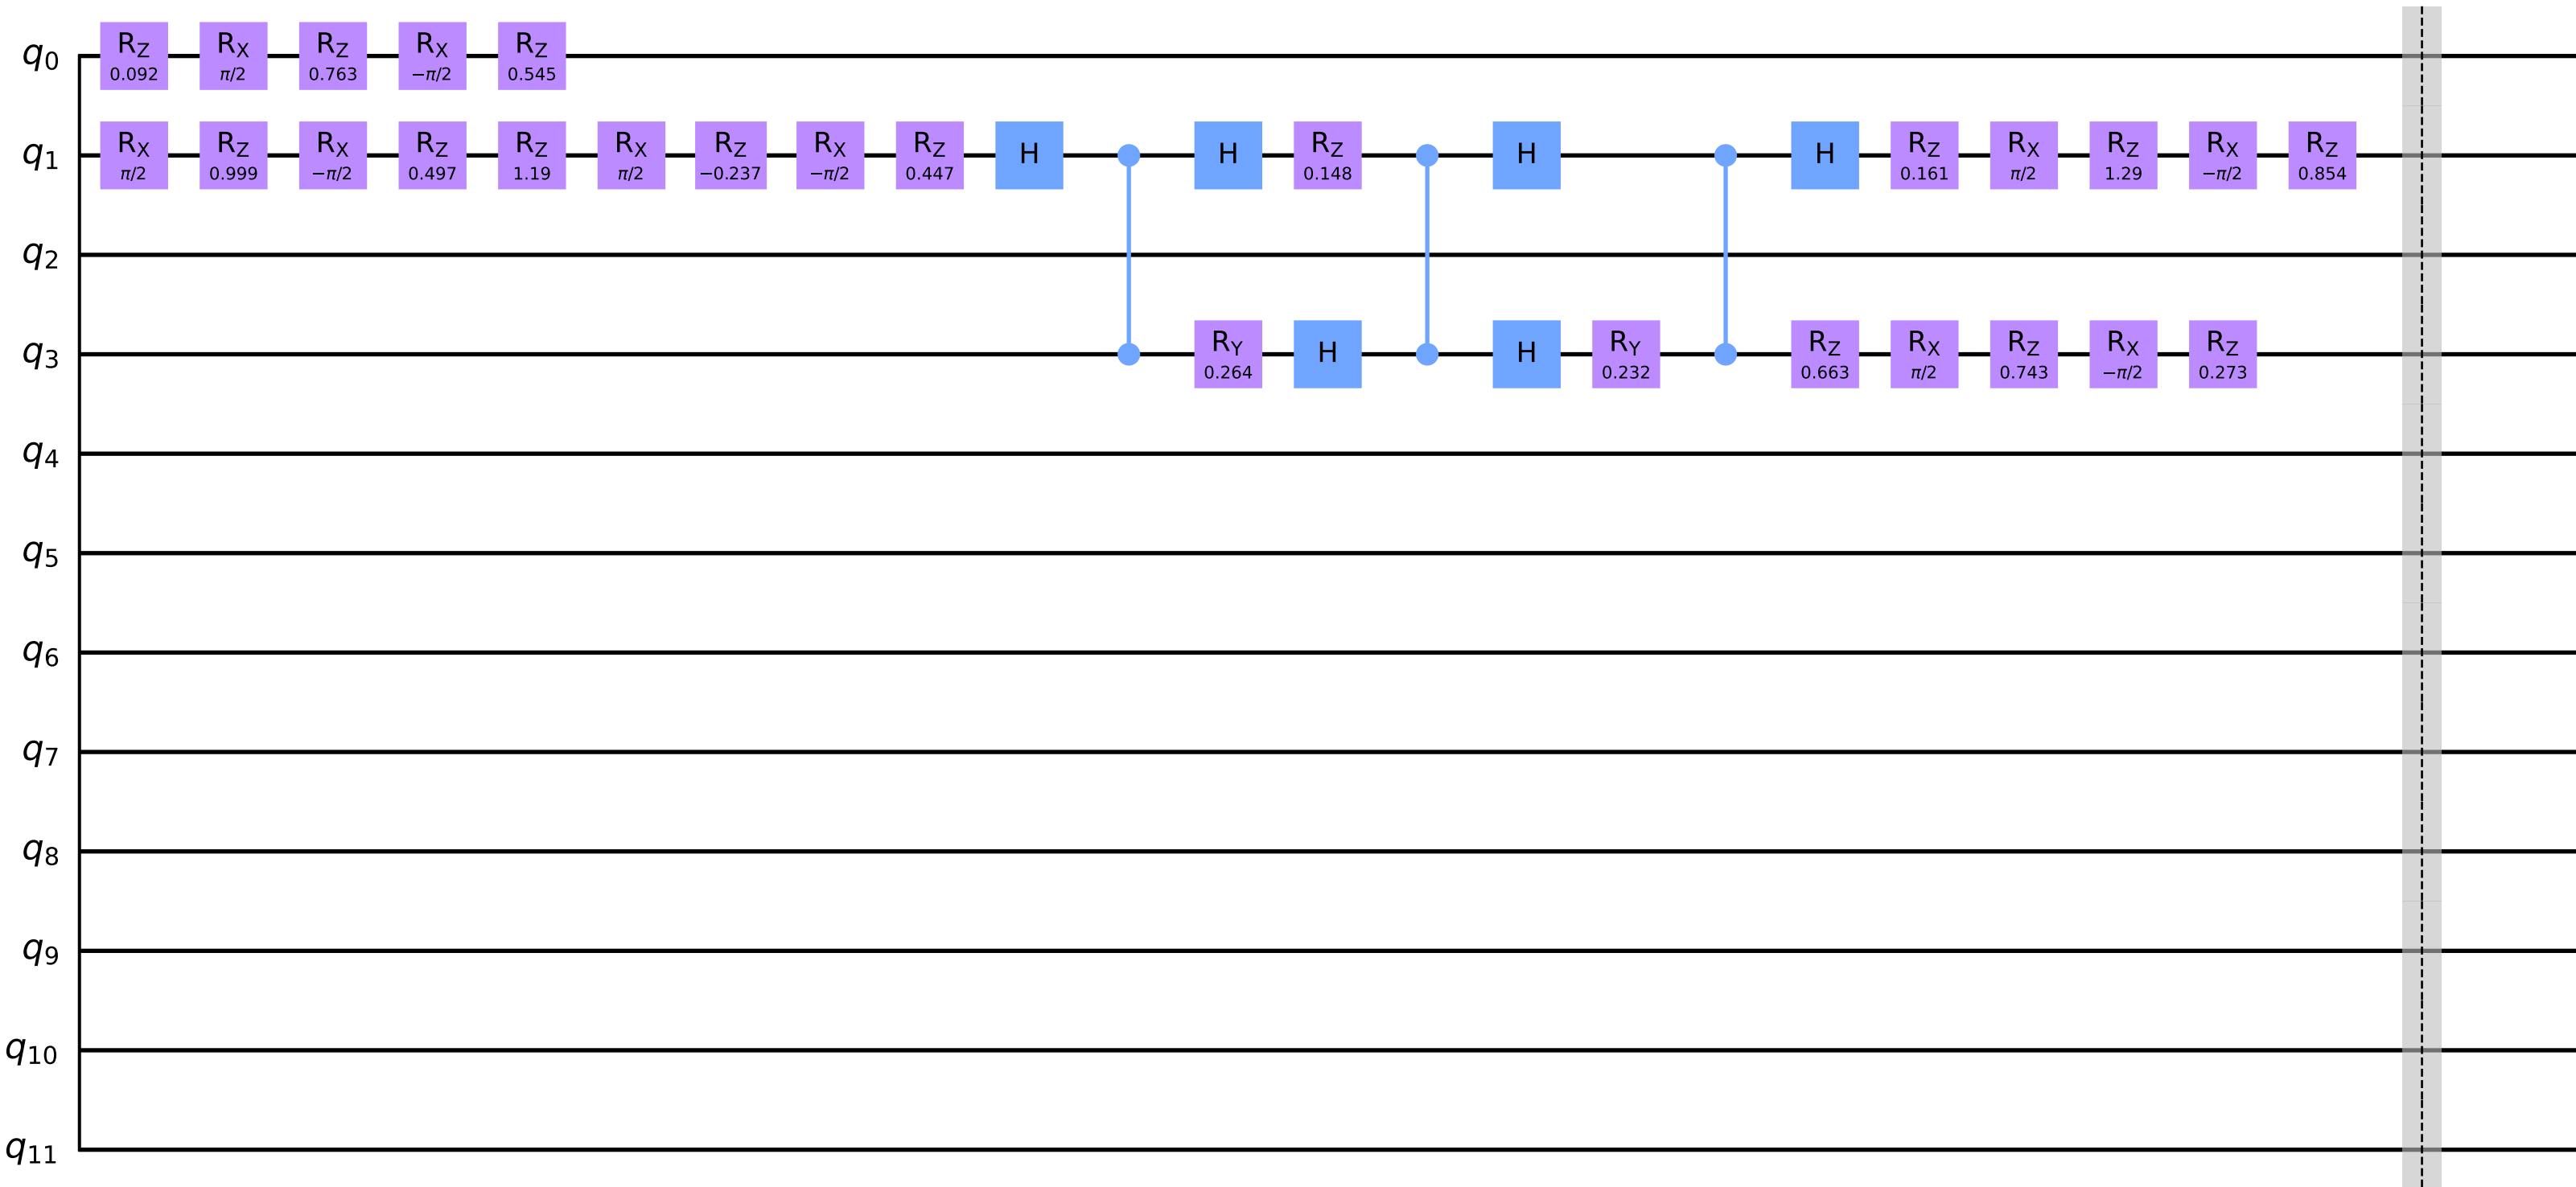 q0 RZ 0.092 RX π/2 RZ 0.763 RX −π/2 RZ 0.545
q1 RX π/2 RZ 0.999 RX −π/2 RZ 0.497 RZ 1.19 RX π/2 RZ −0.237 RX −π/2 RZ 0.447 H H RZ 0.148 H H RZ 0.161 RX π/2 RZ 1.29 RX −π/2 RZ 0.854
q2
q3 RY 0.264 H H RY 0.232 RZ 0.663 RX π/2 RZ 0.743 RX −π/2 RZ 0.273
q4
q5
q6
q7
q8
q9
q10
q11